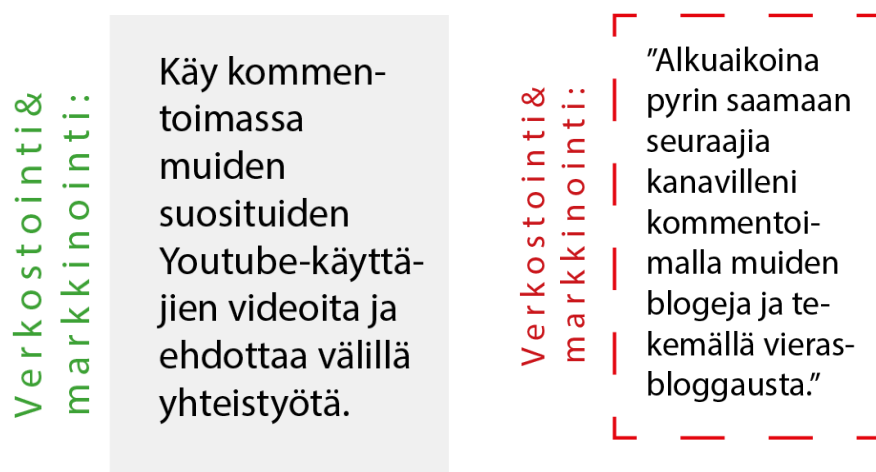 Verkostointi&
markkinointi:
Käy kommen-
toimassa
muiden
suosituiden
Youtube-käyttä-
jien videoita ja
ehdottaa välillä
yhteistyötä.
Verkostointi&
markkinointi:
”Alkuaikoina
pyrin saamaan
seuraajia
kanavilleni
kommentoi-
malla muiden
blogeja ja te-
kemällä vieras-
bloggausta.”